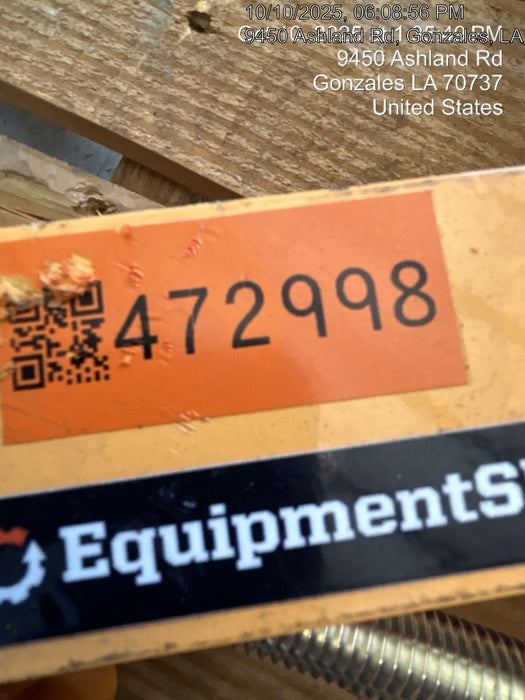 10/10/2025, 06:08:56 PM
9450 Ashland Rd, Gonzales, LA
9450 Ashland Rd
Gonzales LA 70737
United States
472998
EquipmentS